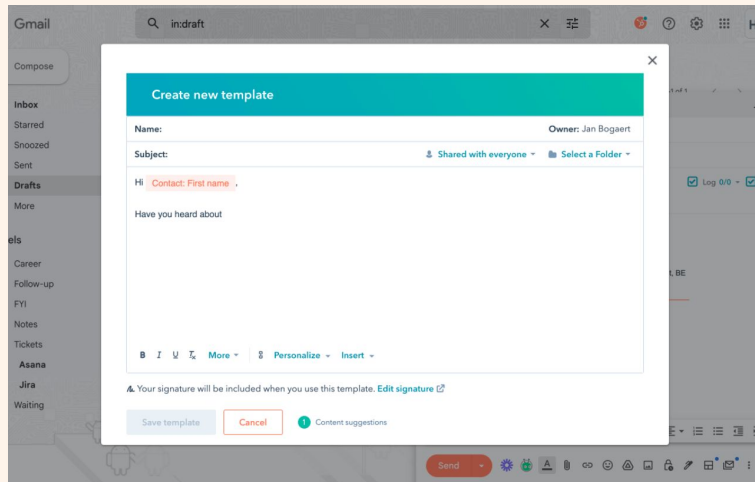 Gmail
in:draft
Compose
Inbox
Starred
Snoozed
Sent
Drafts
More
els
Career
Follow-up
FYI
Notes
Tickets
Asana
Jira
Waiting
Create new template
Name:
Owner: Jan Bogaert
Subject:
Shared with everyone
Select a Folder
Hi Contact: First name ,
Have you heard about
B I U Tx More Personalize Insert
Your signature will be included when you use this template. Edit signature
Save template Cancel 1 Content suggestions
Log 0/0
BE
Send